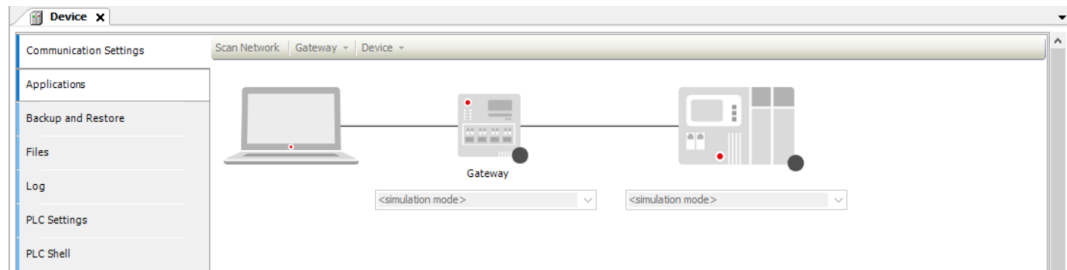 Device
Communication Settings
Scan Network Gateway Device
Applications
Backup and Restore
Files
Log
PLC Settings
PLC Shell
Gateway
<simulation mode> <simulation mode>